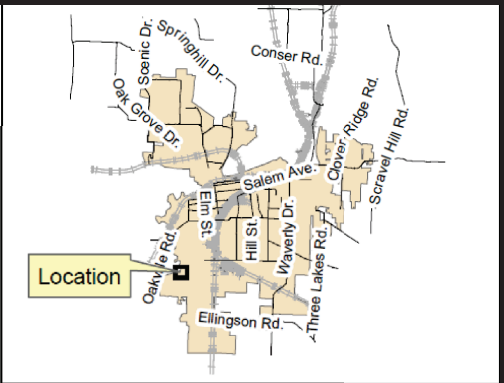 Scenic Dr.
Springhill Dr.
Conser Rd.
Oak Grove Dr.
Clover Ridge Rd.
Scravel Hill Rd.
Salem Ave.
Elm St.
Hill St.
Waverly Dr.
Oakville Rd.
Three Lakes Rd.
Location
Ellingson Rd.